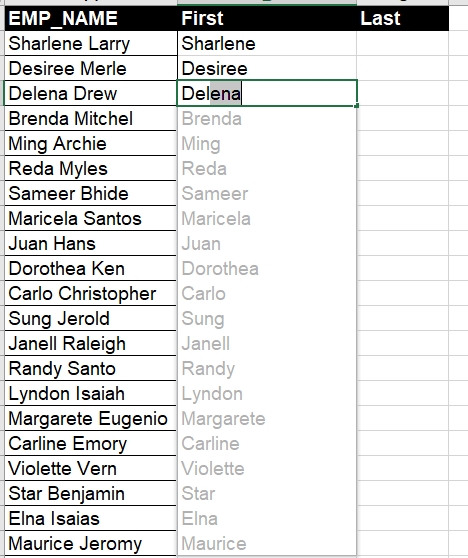 EMP_NAME First Last
Sharlene Larry Sharlene
Desiree Merle Desiree
Delena Drew Delena
Brenda Mitchel Brenda
Ming Archie Ming
Reda Myles Reda
Sameer Bhide Sameer
Maricela Santos Maricela
Juan Hans Juan
Dorothea Ken Dorothea
Carlo Christopher Carlo
Sung Jerold Sung
Janell Raleigh Janell
Randy Santo Randy
Lyndon Isaiah Lyndon
Margarete Eugenio Margarete
Carline Emory Carline
Violette Vern Violette
Star Benjamin Star
Elna Isaias Elna
Maurice Jeromy Maurice